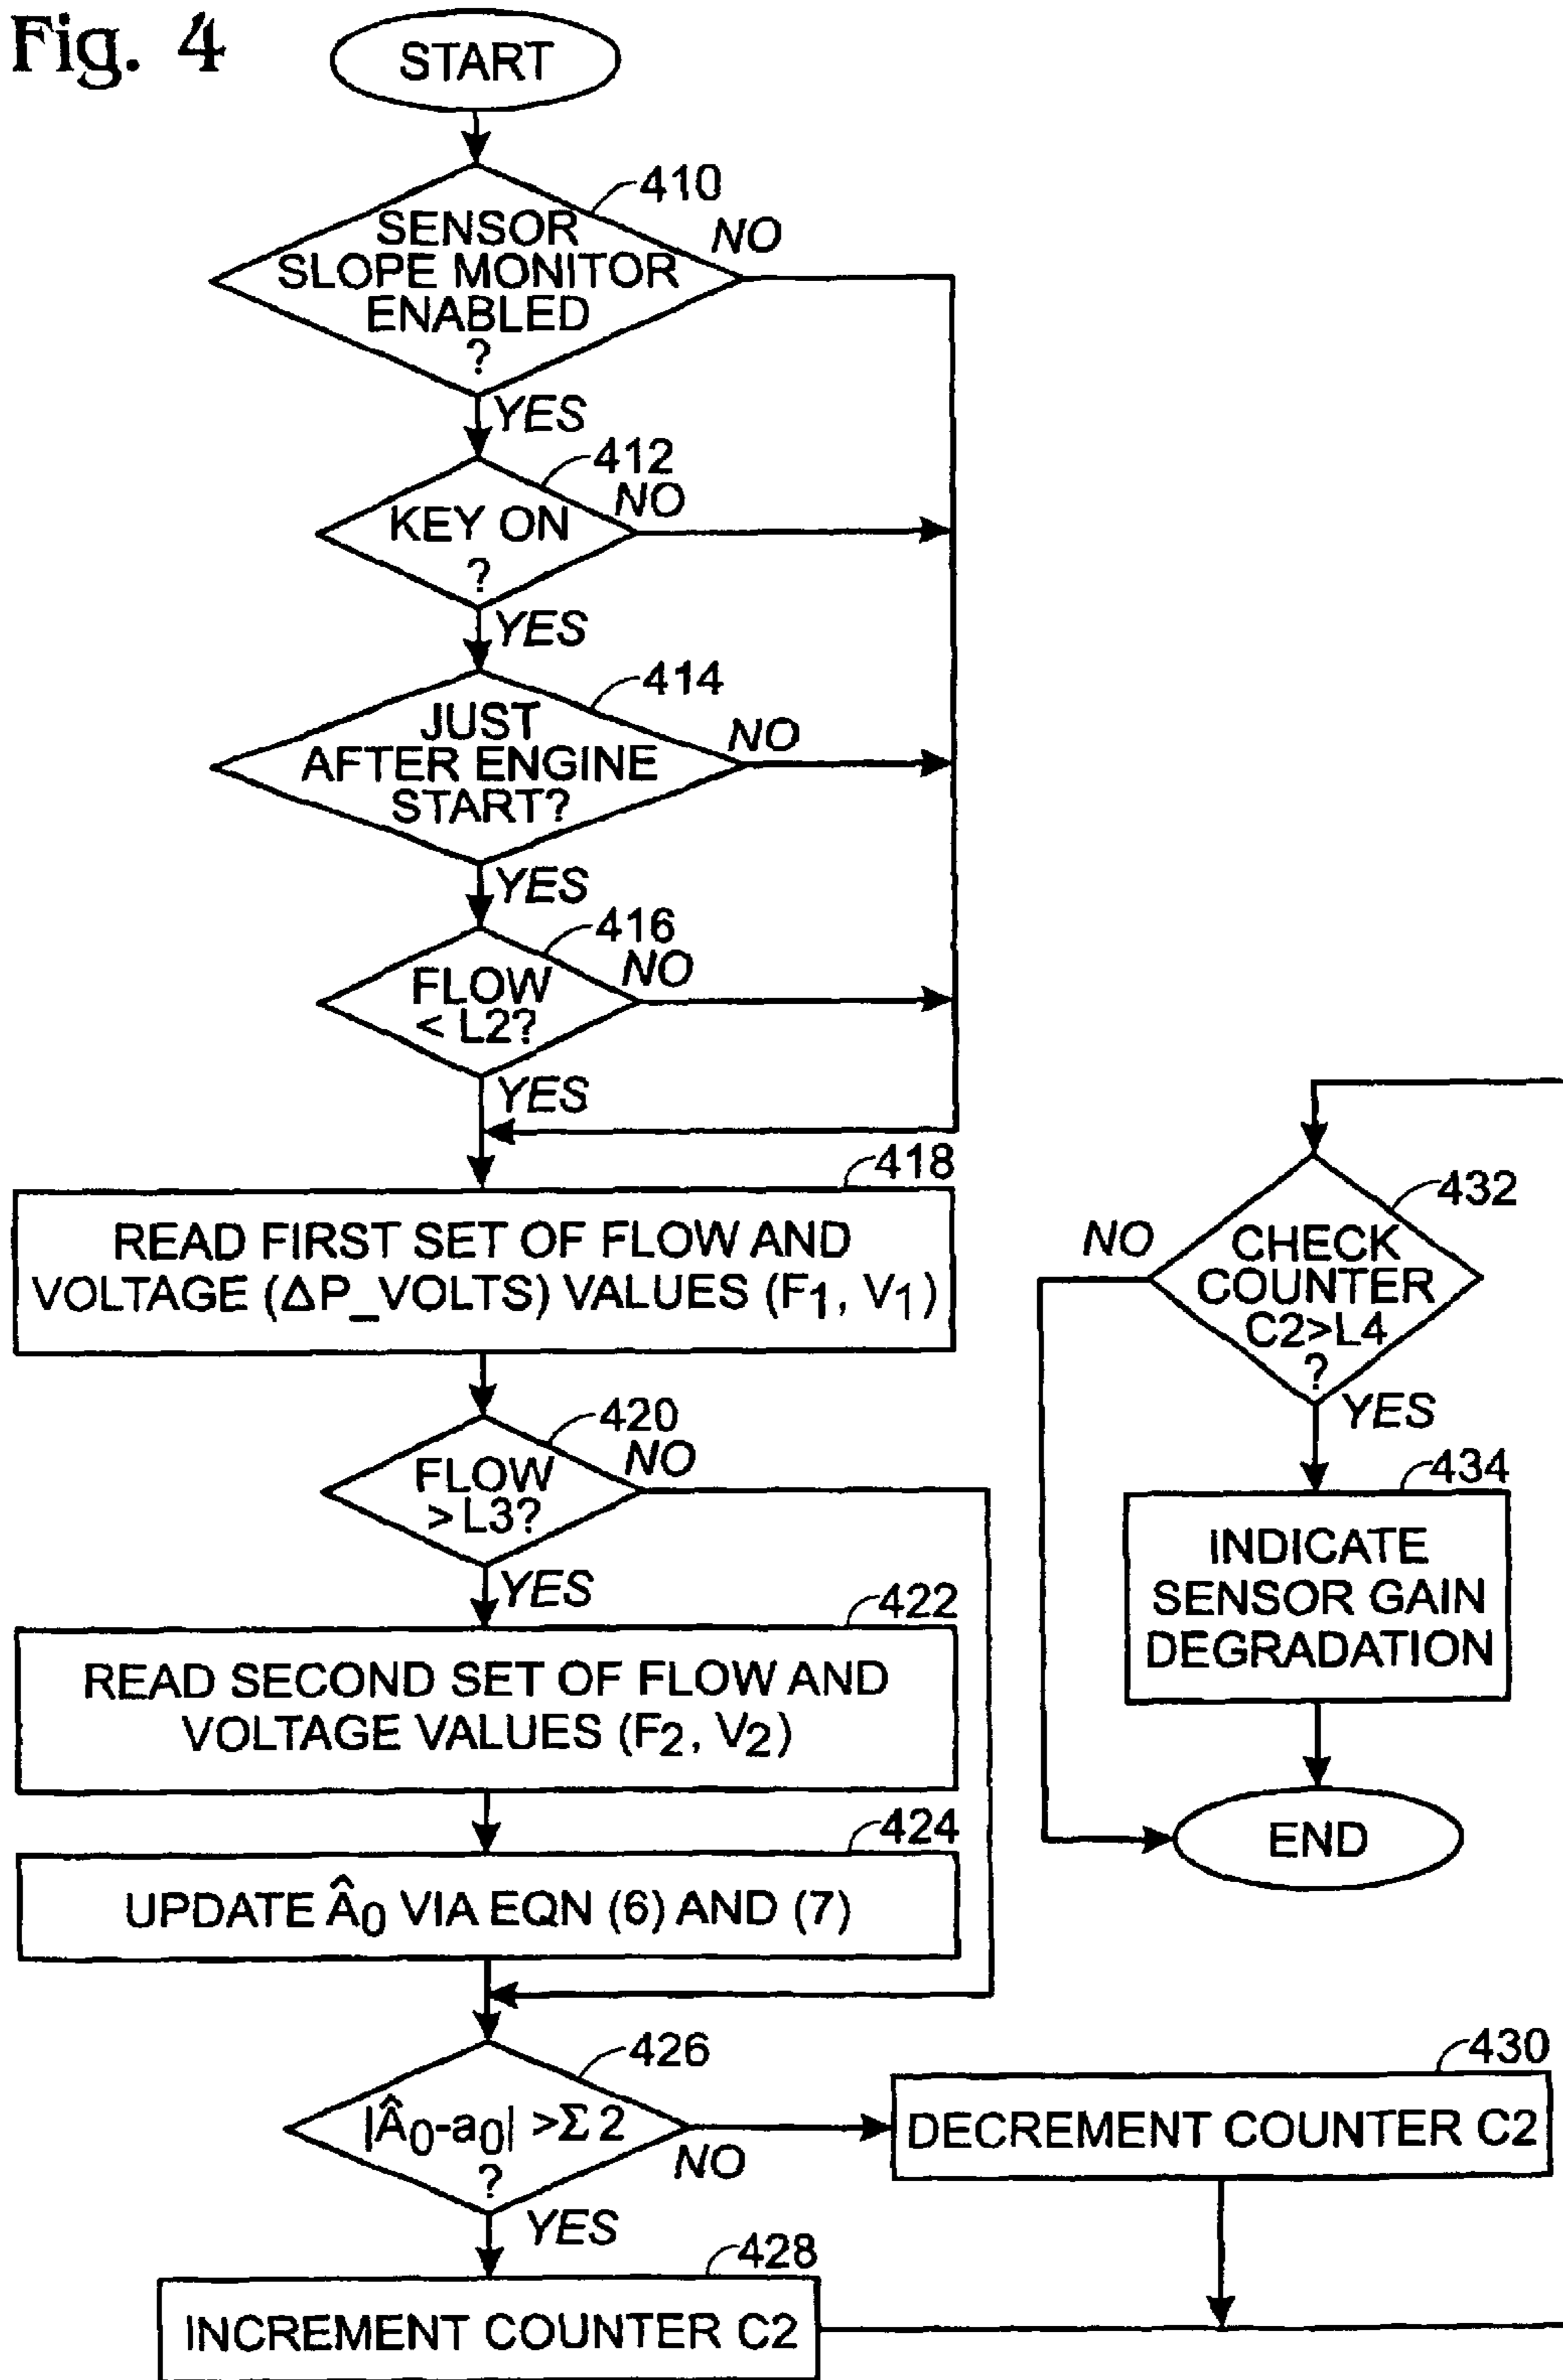 Fig. 4
START
410
SENSOR
SLOPE MONITOR
ENABLED
?
NO
YES
412
KEY ON
?
NO
YES
414
JUST
AFTER ENGINE
START?
NO
YES
416
FLOW
< L2?
NO
YES
418
READ FIRST SET OF FLOW AND
VOLTAGE (ΔP_VOLTS) VALUES (F1, V1)
420
FLOW
> L3?
NO
YES
422
READ SECOND SET OF FLOW AND
VOLTAGE VALUES (F2, V2)
424
UPDATE Â0 VIA EQN (6) AND (7)
426
|Â0-a0| >Σ 2
?
NO
YES
428
INCREMENT COUNTER C2
430
DECREMENT COUNTER C2
432
CHECK
COUNTER
C2>L4
?
NO
YES
434
INDICATE
SENSOR GAIN
DEGRADATION
END